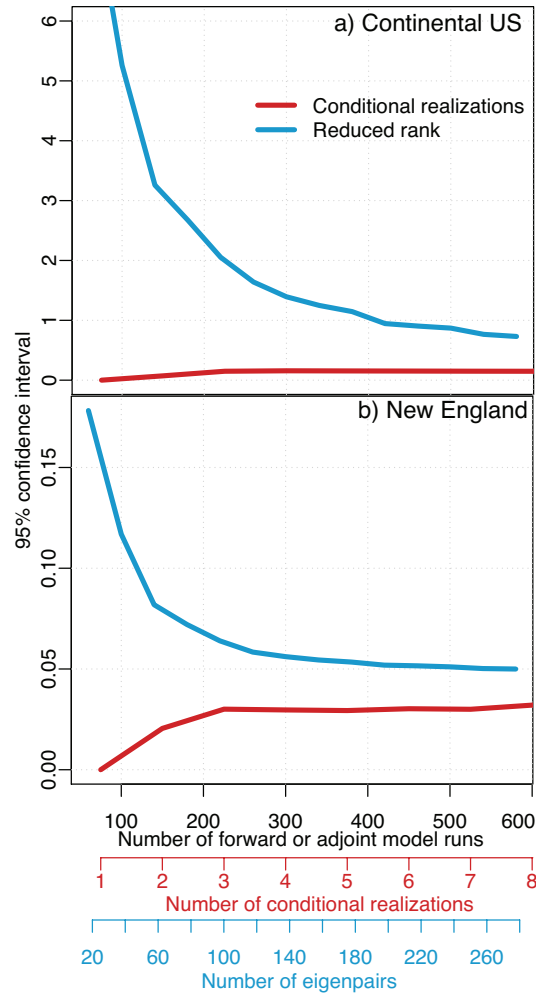 a) Continental US
6
5
4
3
2
1
0
Conditional realizations
Reduced rank
95% confidence interval
b) New England
0.15
0.10
0.05
0.00
100 200 300 400 500 600
Number of forward or adjoint model runs
1 2 3 4 5 6 7 8
Number of conditional realizations
20 60 100 140 180 220 260
Number of eigenpairs